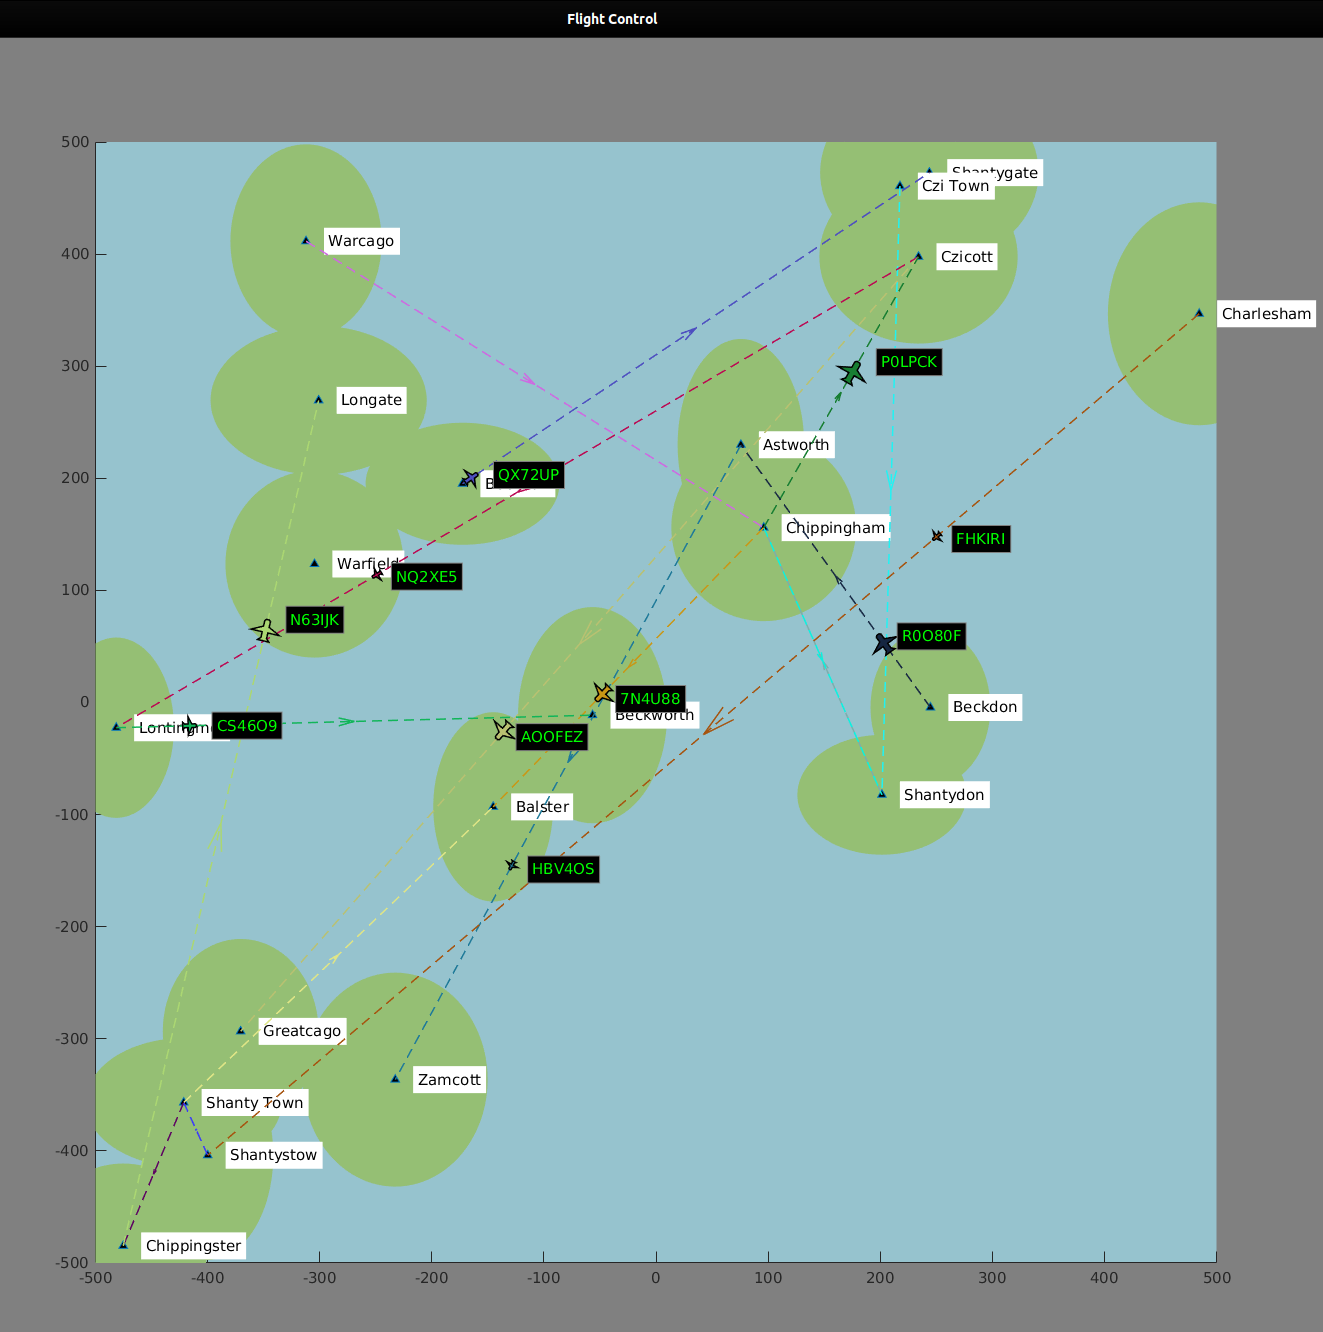 Flight Control
500
400
300
200
100
0
-100
-200
-300
-400
-500
-500
-400
-300
-200
-100
0
100
200
300
400
500
Shantygate
Czi Town
Warcago
Czicott
Charlesham
P0LPCK
Longate
Astworth
QX72UP
Chippingham
FHKIRI
Warfield
NQ2XE5
N63IJK
R0O80F
7N4U88
Beckdon
Beckworth
CS46O9
AOOFEZ
Shantydon
Balster
HBV4OS
Greatcago
Zamcott
Shanty Town
Shantystow
Chippingster